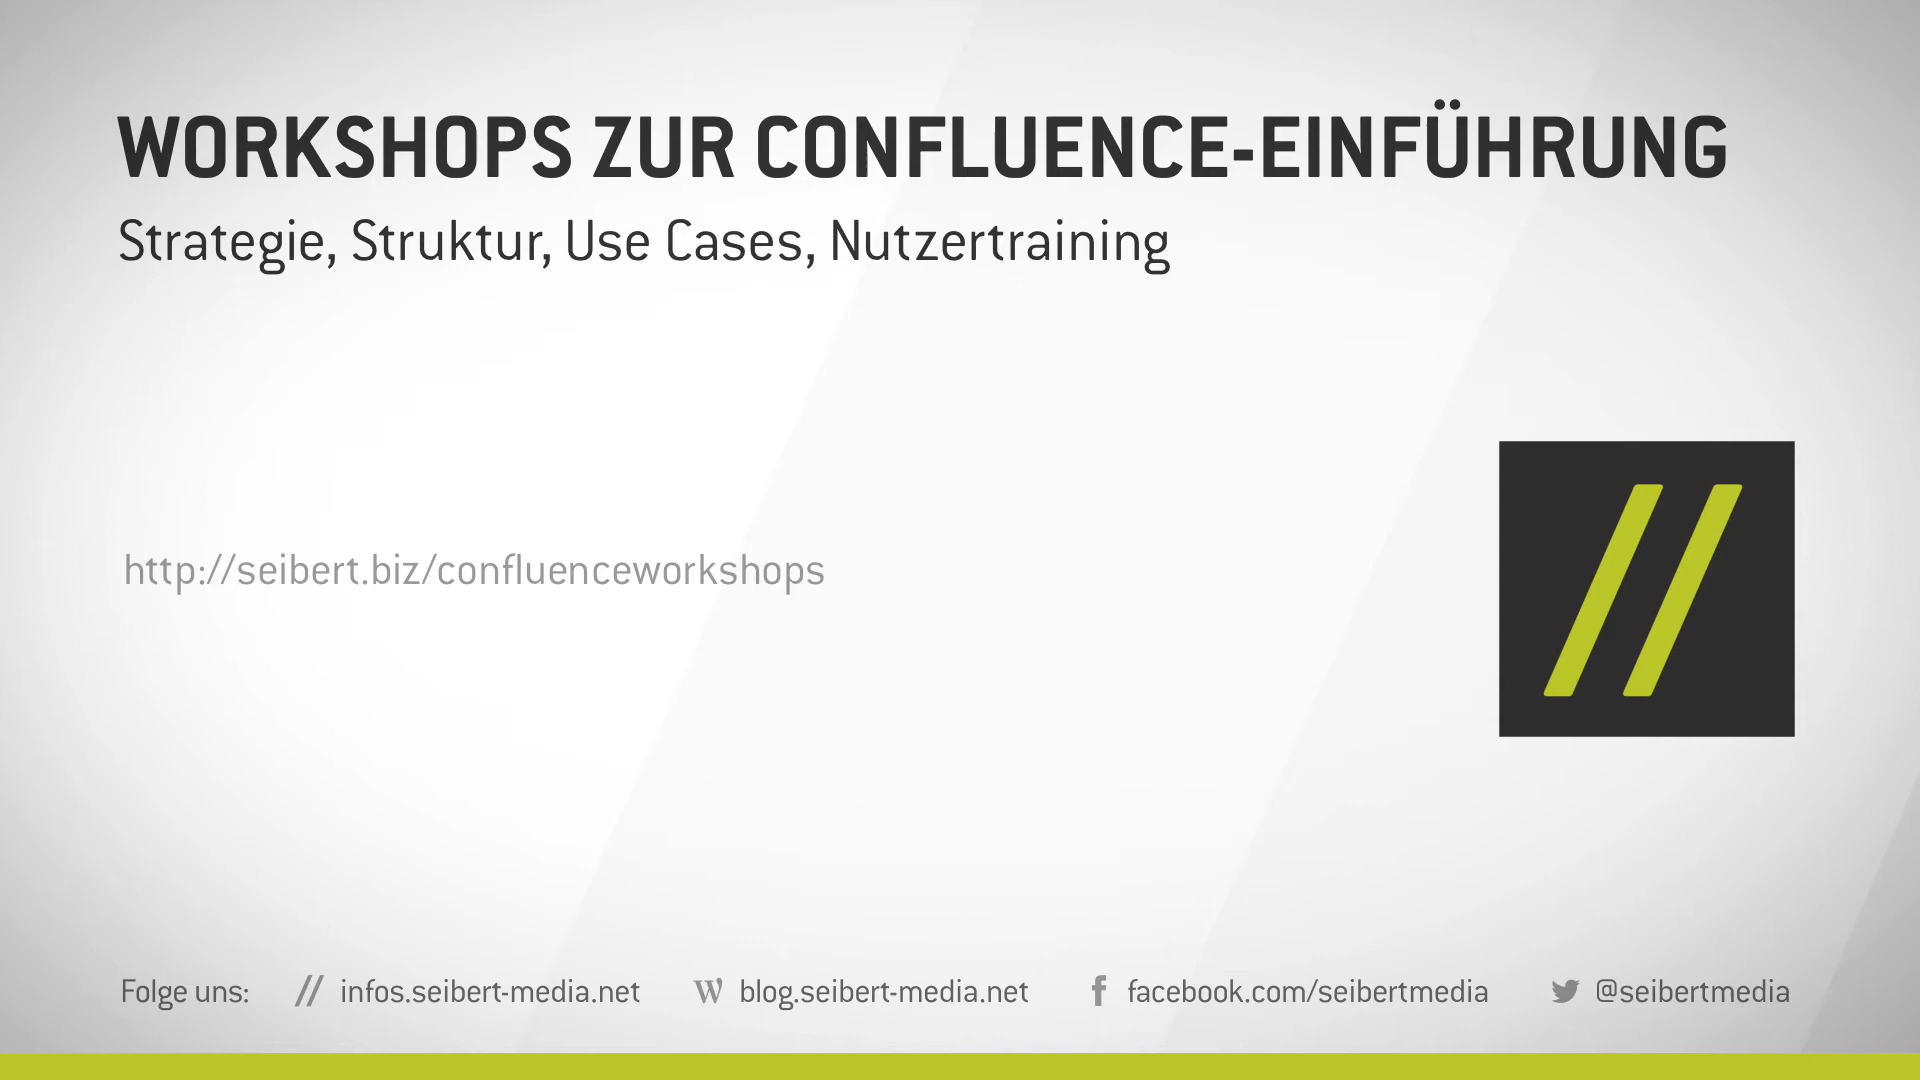 WORKSHOPS ZUR CONFLUENCE-EINFÜHRUNG
Strategie, Struktur, Use Cases, Nutzertraining
http://seibert.biz/confluenceworkshops
Folge uns: // infos.seibert-media.net W blog.seibert-media.net f facebook.com/seibertmedia @seibertmedia